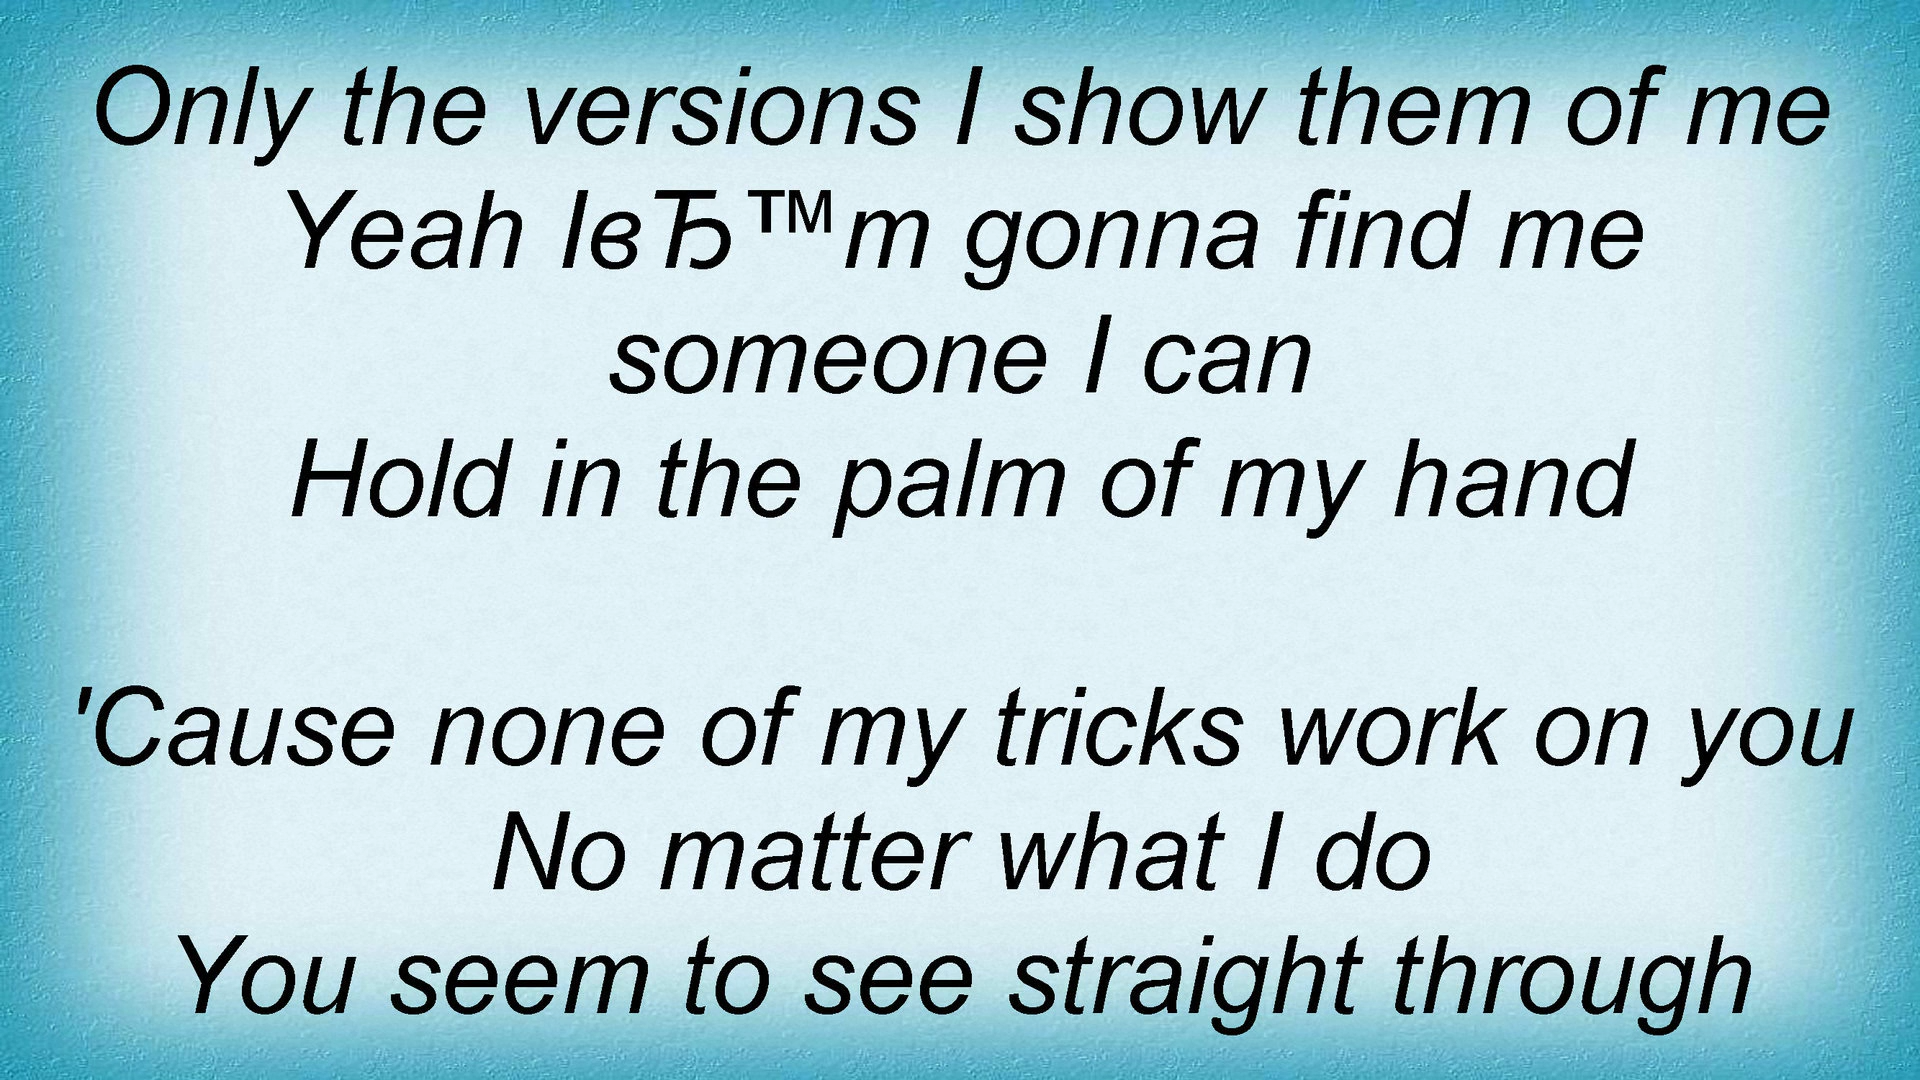 Only the versions I show them of me
Yeah IвЂ™m gonna find me
someone I can
Hold in the palm of my hand
'Cause none of my tricks work on you
No matter what I do
You seem to see straight through